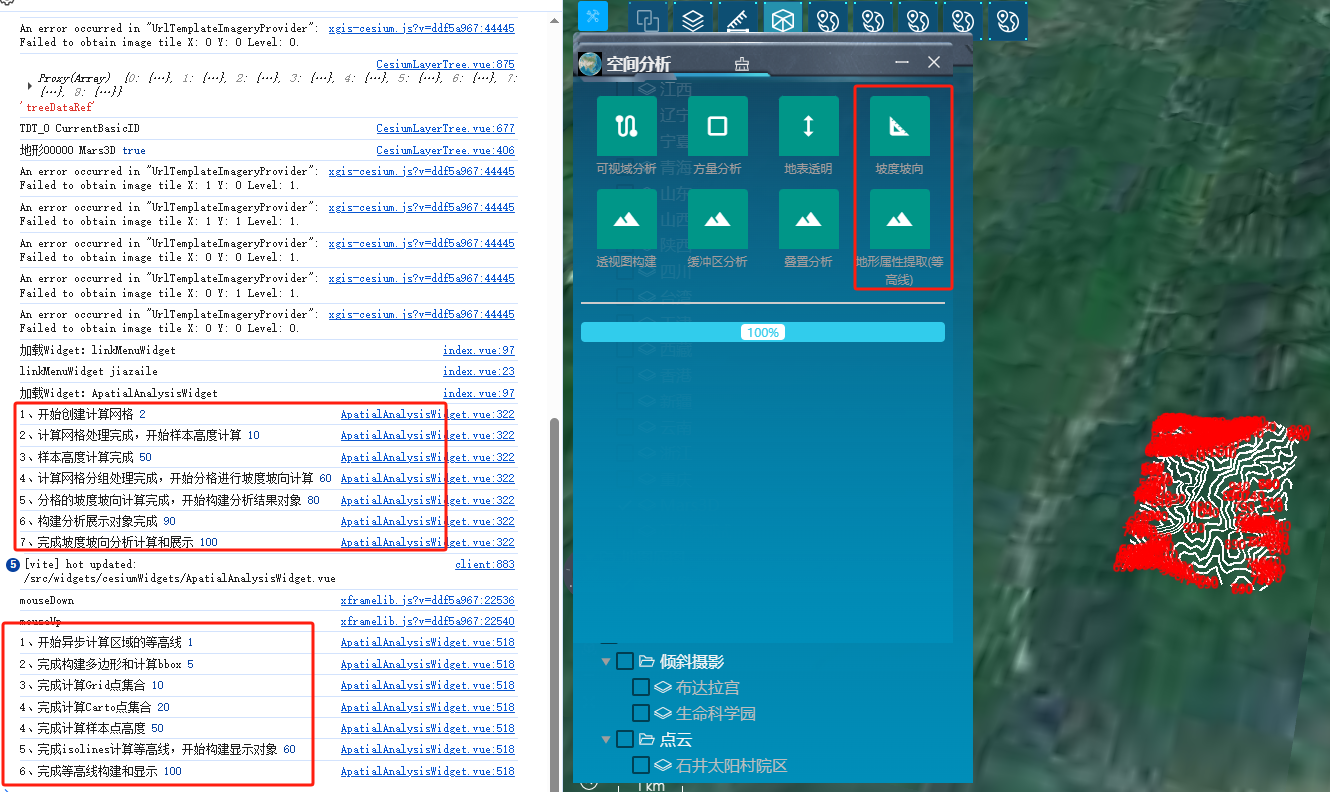 An error occurred in "UrlTemplateImageryProvider": xgis-cesium.js?v=ddf5a967:44445
Failed to obtain image tile X: 0 Y: 0 Level: 0.
CesiumLayerTree.vue:875
Proxy(Array) {0: {…}, 1: {…}, 2: {…}, 3: {…}, 4: {…}, 5: {…}, 6: {…}, 7:
{…}, 8: {…}}
'treeDataRef'
TDT_0 CurrentBasicID CesiumLayerTree.vue:677
地形00000 Mars3D true CesiumLayerTree.vue:406
An error occurred in "UrlTemplateImageryProvider": xgis-cesium.js?v=ddf5a967:44445
Failed to obtain image tile X: 1 Y: 0 Level: 1.
An error occurred in "UrlTemplateImageryProvider": xgis-cesium.js?v=ddf5a967:44445
Failed to obtain image tile X: 1 Y: 1 Level: 1.
An error occurred in "UrlTemplateImageryProvider": xgis-cesium.js?v=ddf5a967:44445
Failed to obtain image tile X: 0 Y: 0 Level: 1.
An error occurred in "UrlTemplateImageryProvider": xgis-cesium.js?v=ddf5a967:44445
Failed to obtain image tile X: 0 Y: 1 Level: 1.
An error occurred in "UrlTemplateImageryProvider": xgis-cesium.js?v=ddf5a967:44445
Failed to obtain image tile X: 0 Y: 0 Level: 0.
加载Widget: linkMenuWidget index.vue:97
linkMenuWidget jiazaile index.vue:23
加载Widget: ApatialAnalysisWidget index.vue:97
1、开始创建计算网格 2 ApatialAnalysisWidget.vue:322
2、计算网格处理完成，开始样本高度计算 10 ApatialAnalysisWidget.vue:322
3、样本高度计算完成 50 ApatialAnalysisWidget.vue:322
4、计算网格分组处理完成，开始分格进行坡度坡向计算 60 ApatialAnalysisWidget.vue:322
5、分格的坡度坡向计算完成，开始构建分析结果对象 80 ApatialAnalysisWidget.vue:322
6、构建分析展示对象完成 90 ApatialAnalysisWidget.vue:322
7、完成坡度坡向分析计算和展示 100 ApatialAnalysisWidget.vue:322
5 [vite] hot updated: client:883
/src/widgets/cesiumWidgets/ApatialAnalysisWidget.vue
mouseDown xframelib.js?v=ddf5a967:22536
mouseUp xframelib.js?v=ddf5a967:22540
1、开始异步计算区域的等高线 1 ApatialAnalysisWidget.vue:518
2、完成构建多边形和计算bbox 5 ApatialAnalysisWidget.vue:518
3、完成计算Grid点集合 10 ApatialAnalysisWidget.vue:518
4、完成计算Carto点集合 20 ApatialAnalysisWidget.vue:518
4、完成计算样本点高度 50 ApatialAnalysisWidget.vue:518
5、完成isolines计算等高线，开始构建显示对象 60 ApatialAnalysisWidget.vue:518
6、完成等高线构建和显示 100 ApatialAnalysisWidget.vue:518
空间分析
江西
辽宁
宁夏
可视域分析 方量分析 地表透明 坡度坡向
青海
山东
山西
陕西
透视图构建 缓冲区分析 叠置分析 地形属性提取(等
高线)
四川
100%
倾斜摄影
布达拉宫
生命科学园
点云
石井太阳村院区
1 km